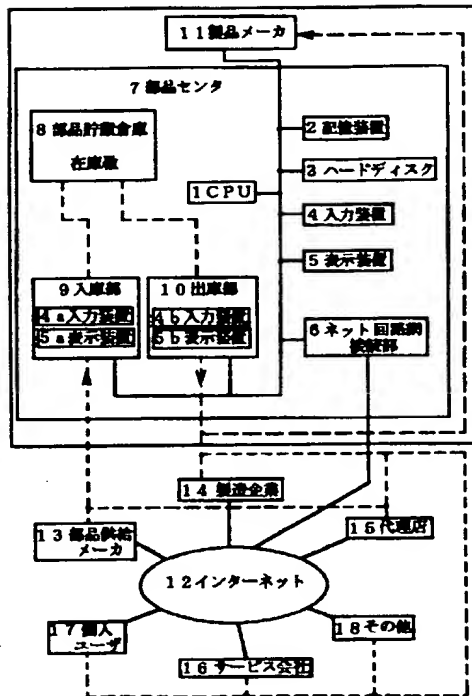 11製品メーカ
7部品センタ
8部品貯蔵倉庫
在庫数
2記憶装置
3ハードディスク
1CPU
4入力装置
5表示装置
9入庫部
4a入力装置
5a表示装置
10出庫部
4b入力装置
5b表示装置
6ネット回路網
接続部
14製造企業
13部品供給
メーカ
15代理店
12インターネット
17個人
ユーザ
18その他
16サービス会社